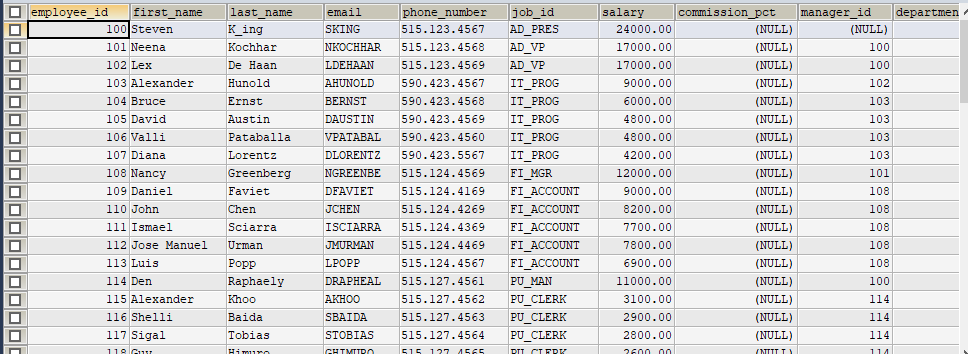 employee_id first_name last_name email phone_number job_id salary commission_pct manager_id departmen
100 Steven K_ing SKING 515.123.4567 AD_PRES 24000.00 (NULL) (NULL)
101 Neena Kochhar NKOCHHAR 515.123.4568 AD_VP 17000.00 (NULL) 100
102 Lex De Haan LDEHAAN 515.123.4569 AD_VP 17000.00 (NULL) 100
103 Alexander Hunold AHUNOLD 590.423.4567 IT_PROG 9000.00 (NULL) 102
104 Bruce Ernst BERNST 590.423.4568 IT_PROG 6000.00 (NULL) 103
105 David Austin DAUSTIN 590.423.4569 IT_PROG 4800.00 (NULL) 103
106 Valli Pataballa VPATABAL 590.423.4560 IT_PROG 4800.00 (NULL) 103
107 Diana Lorentz DLORENTZ 590.423.5567 IT_PROG 4200.00 (NULL) 103
108 Nancy Greenberg NGREENBE 515.124.4569 FI_MGR 12000.00 (NULL) 101
109 Daniel Faviet DFAVIET 515.124.4169 FI_ACCOUNT 9000.00 (NULL) 108
110 John Chen JCHEN 515.124.4269 FI_ACCOUNT 8200.00 (NULL) 108
111 Ismael Sciarra ISCIARRA 515.124.4369 FI_ACCOUNT 7700.00 (NULL) 108
112 Jose Manuel Urman JMURMAN 515.124.4469 FI_ACCOUNT 7800.00 (NULL) 108
113 Luis Popp LPOPP 515.124.4567 FI_ACCOUNT 6900.00 (NULL) 108
114 Den Raphaely DRAPHEAL 515.127.4561 PU_MAN 11000.00 (NULL) 100
115 Alexander Khoo AKHOO 515.127.4562 PU_CLERK 3100.00 (NULL) 114
116 Shelli Baida SBAIDA 515.127.4563 PU_CLERK 2900.00 (NULL) 114
117 Sigal Tobias STOBIAS 515.127.4564 PU_CLERK 2800.00 (NULL) 114
118 Guy Himuro GHIMURO 515.127.4565 PU_CLERK 2600.00 (NULL) 114